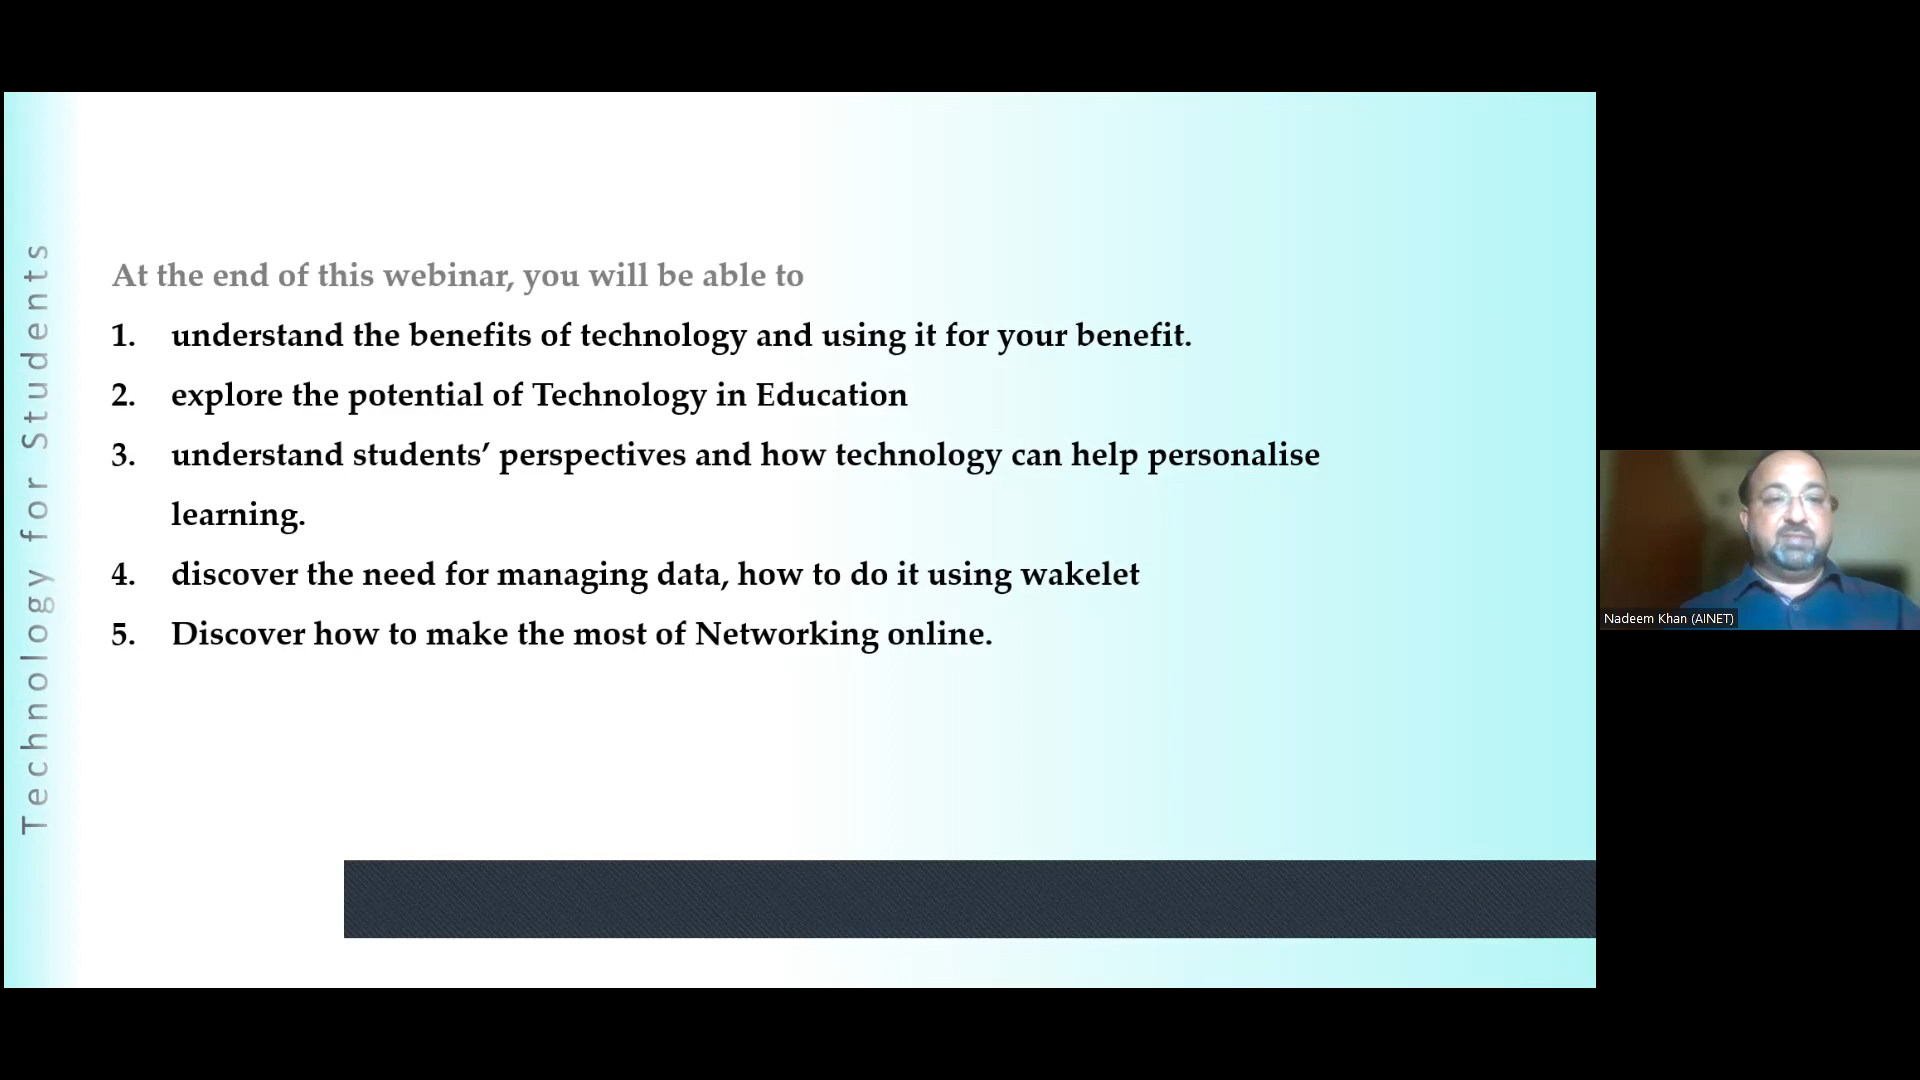 Technology for Students
At the end of this webinar, you will be able to
1. understand the benefits of technology and using it for your benefit.
2. explore the potential of Technology in Education
3. understand students’ perspectives and how technology can help personalise
learning.
4. discover the need for managing data, how to do it using wakelet
5. Discover how to make the most of Networking online.
Nadeem Khan (AINET)